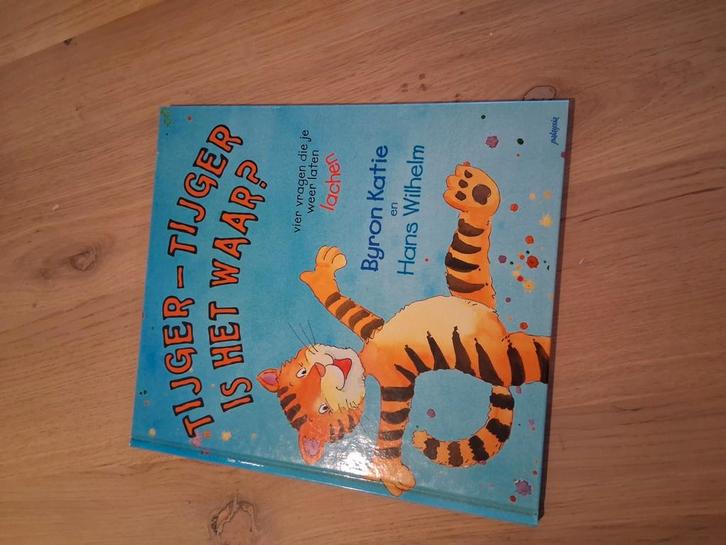 TIJGER – TIJGER
IS HET WAAR?
vier vragen die je
weer laten
lachen
Byron Katie
en
Hans Wilhelm